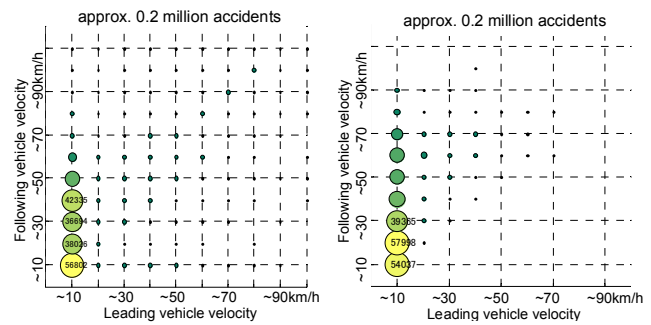 approx. 0.2 million accidents
Following vehicle velocity
~90km/h
~70
~50
~30
~10
42335
36694
38026
56802
~10 ~30 ~50 ~70 ~90km/h
Leading vehicle velocity
approx. 0.2 million accidents
Following vehicle velocity
~90km/h
~70
~50
~30
~10
39365
57998
54037
~10 ~30 ~50 ~70 ~90km/h
Leading vehicle velocity